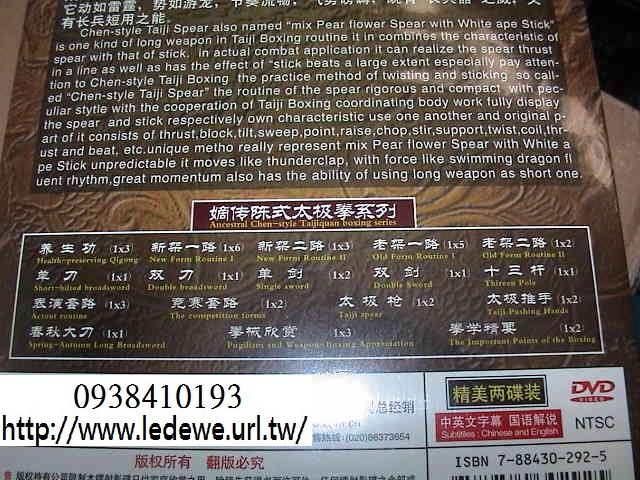 它动如雷霆，势如游龙，节奏流畅，气势
有长兵短用之能。
Chen-style Taiji Spear also named "mix Pear flower Spear with White ape Stick"
is one kind of long weapon in Taiji Boxing routine it in combines the characteristic of
spear with that of stick. in actual combat application it can realize the spear thrust
in a line as well as has the effect of "stick beats a large extent especially pay atten-
tion to Chen-style Taiji Boxing the practice method of twisting and sticking so call-
ed "Chen-style Taiji Spear" the routine of the spear rigorous and compact with pec-
uliar stytle with the cooperation of Taiji Boxing coordinating body work fully display
the spear and stick respectively own characteristic use one another and original p-
art of it consists of thrust,block,tilt,sweep,point,raise,chop,stir,support,twist,coil,thr-
ust and beat, etc.unique metho really represent mix Pear flower Spear with White a
pe Stick unpredictable it moves like thunderclap, with force like swimming dragon fl
uent rhythm,great momentum also has the ability of using long weapon as short one.
嫡传陈式太极拳系列
Ancestral Chen-style Taijiquan boxing series
养生功 (1x3) 新架一路 (1x6) 新架二路 (1x3) 老架一路 (1x5) 老架二路 (1x2)
Health-preserving Qigong New Form Routine I New Form Routine II Old Form Routine I Old Form Routine II
单刀 (1x1) 双刀 (1x1) 单剑 (1x2) 双剑 (1x1) 十三杆 (1x1)
Short-hilted broadsword Double broadsword Single sword Double Sword Thireen Pole
表演套路 (1x3) 竞赛套路 (1x2) 太极枪 (1x2) 太极推手 (1x2)
Actout routine The competition torms Taiji spear Taiji Pushing Hands
春秋大刀 (1x1) 拳械欣赏 (1x3) 拳学精要 (1x2)
Spring-Autumn Long Broadsword Pugilism and Weapon-Boxing Appreciation The Important Points of the Boxing
0938410193
http://www.ledewe.url.tw/
总经销
热线:(020)86373654
精美两碟装
中英文字幕 国语解说
Subtitles : Chinese and English
DVD
VIDEO
NTSC
版权所有 翻版必究
ISBN 7-88430-292-5